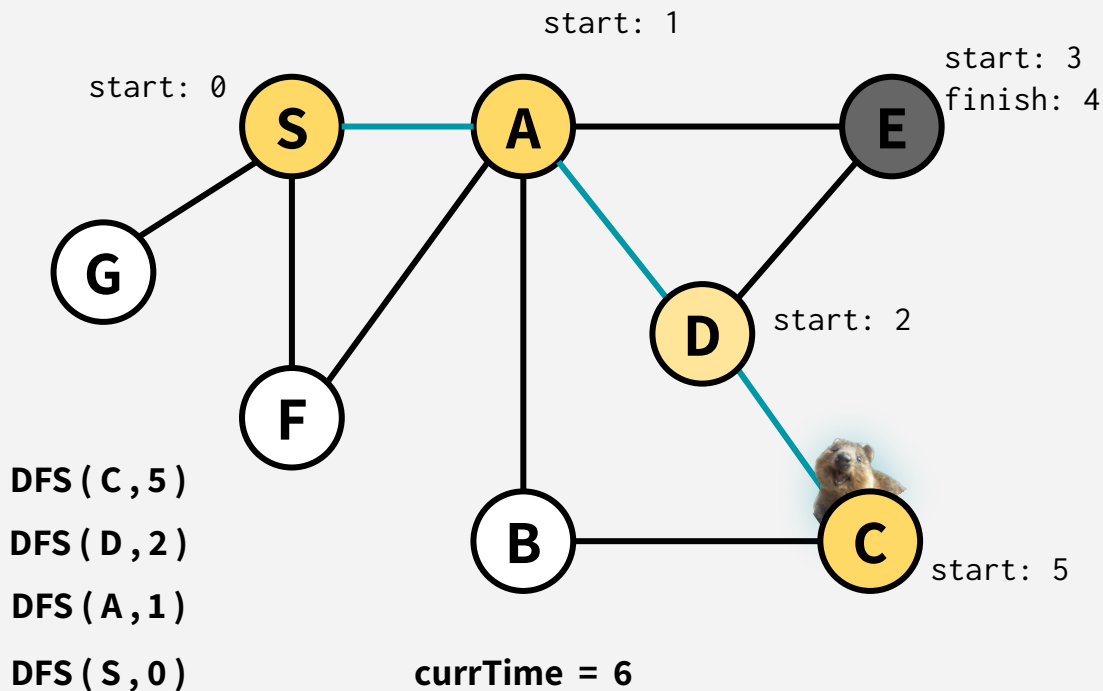 start: 1
start: 0
start: 3
finish: 4
S
A
E
G
D
start: 2
F
DFS(C,5)
DFS(D,2)
B
C
start: 5
DFS(A,1)
DFS(S,0)
currTime = 6